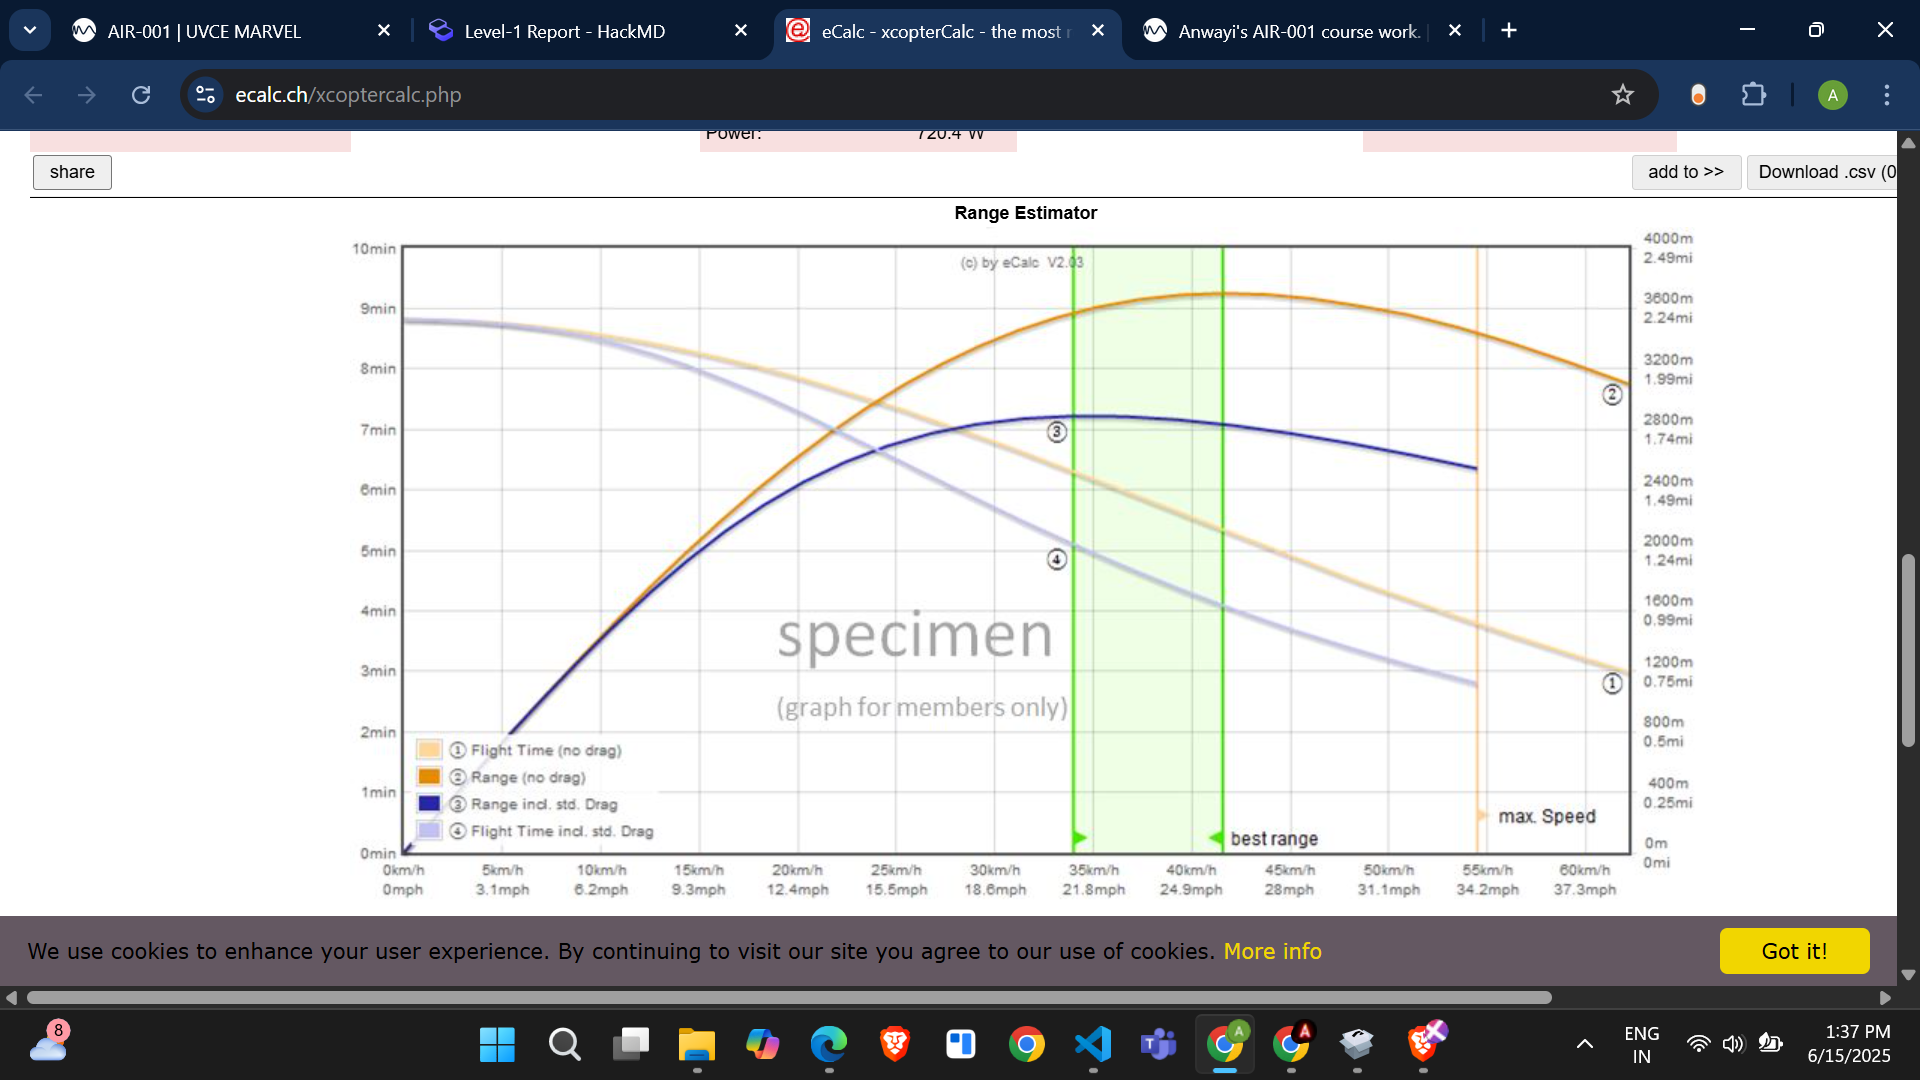 AIR-001 | UVCE MARVEL
Level-1 Report - HackMD
eCalc - xcopterCalc - the most r
Anwayi's AIR-001 course work.
ecalc.ch/xcoptercalc.php
A
Power: 720.4 W
share
add to >>
Download .csv (0
Range Estimator
(c) by eCalc V2.03
10min
9min
8min
7min
6min
5min
4min
3min
2min
1min
0min
4000m
2.49mi
3600m
2.24mi
3200m
1.99mi
2800m
1.74mi
2400m
1.49mi
2000m
1.24mi
1600m
0.99mi
1200m
0.75mi
800m
0.5mi
400m
0.25mi
0m
0mi
②
③
④
①
specimen
(graph for members only)
① Flight Time (no drag)
② Range (no drag)
③ Range incl. std. Drag
④ Flight Time incl. std. Drag
max. Speed
best range
0km/h 5km/h 10km/h 15km/h 20km/h 25km/h 30km/h 35km/h 40km/h 45km/h 50km/h 55km/h 60km/h
0mph 3.1mph 6.2mph 9.3mph 12.4mph 15.5mph 18.6mph 21.8mph 24.9mph 28mph 31.1mph 34.2mph 37.3mph
We use cookies to enhance your user experience. By continuing to visit our site you agree to our use of cookies. More info
Got it!
8
A
A
ENG
IN
1:37 PM
6/15/2025